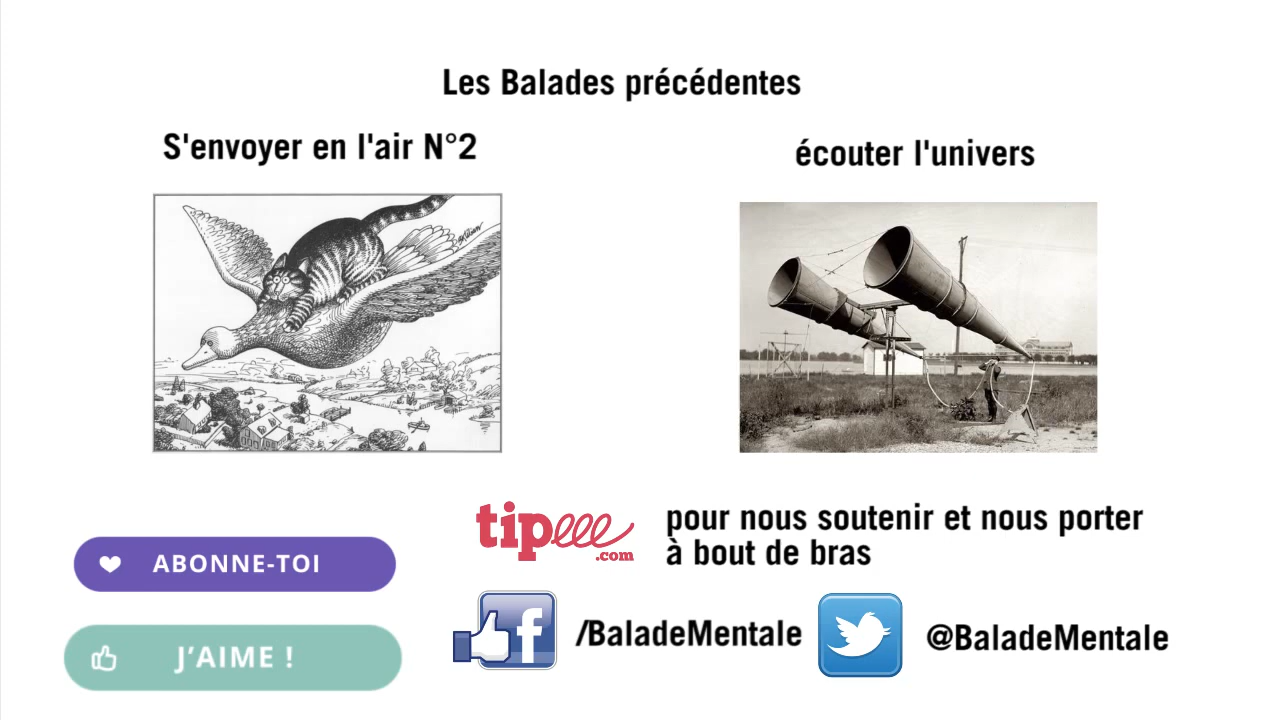 Les Balades précédentes
S'envoyer en l'air N°2
écouter l'univers
tipeee
.com
pour nous soutenir et nous porter
à bout de bras
ABONNE-TOI
J'AIME !
/BaladeMentale
@BaladeMentale